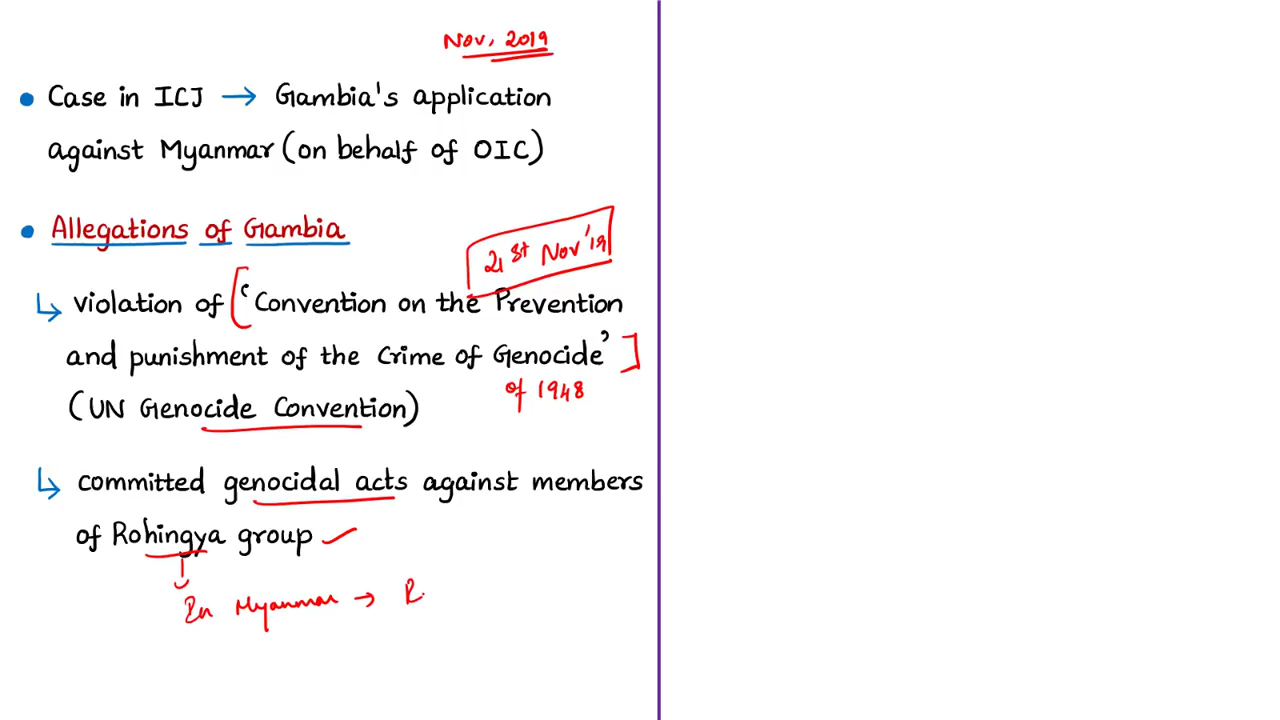 Nov, 2019
• Case in ICJ → Gambia's application
against Myanmar (on behalf of OIC)
• Allegations of Gambia
21st Nov'19
↳ violation of ['Convention on the Prevention
and punishment of the Crime of Genocide']
of 1948
(UN Genocide Convention)
↳ committed genocidal acts against members
of Rohingya group ✓
In Myanmar → R